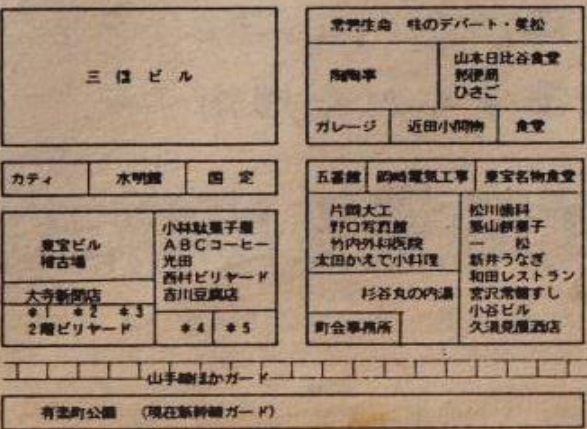 三信ビル
常盤生命 味のデパート・美松
陶陶亭
山本日比谷食堂
郵便局
ひさご
ガレージ 近田小間物 食堂
カティ 水明館 国定
五番館 岡崎電気工事 東宝名物食堂
東宝ビル
稽古場
大寺新聞店
*1 *2 *3
2階ビリヤード
小林駄菓子屋
ABCコーヒー
光田
西村ビリヤード
吉川豆腐店
*4 *5
片岡大工
野口写真館
竹内外科医院
太田かえで小料理
杉谷丸の内湯
町会事務所
松川歯科
築山餅菓子
一松
新井うなぎ
和田レストラン
宮沢常盤すし
小谷ビル
久須見屋酒店
山手線ほかガード
有楽町公園 (現在新幹線ガード)